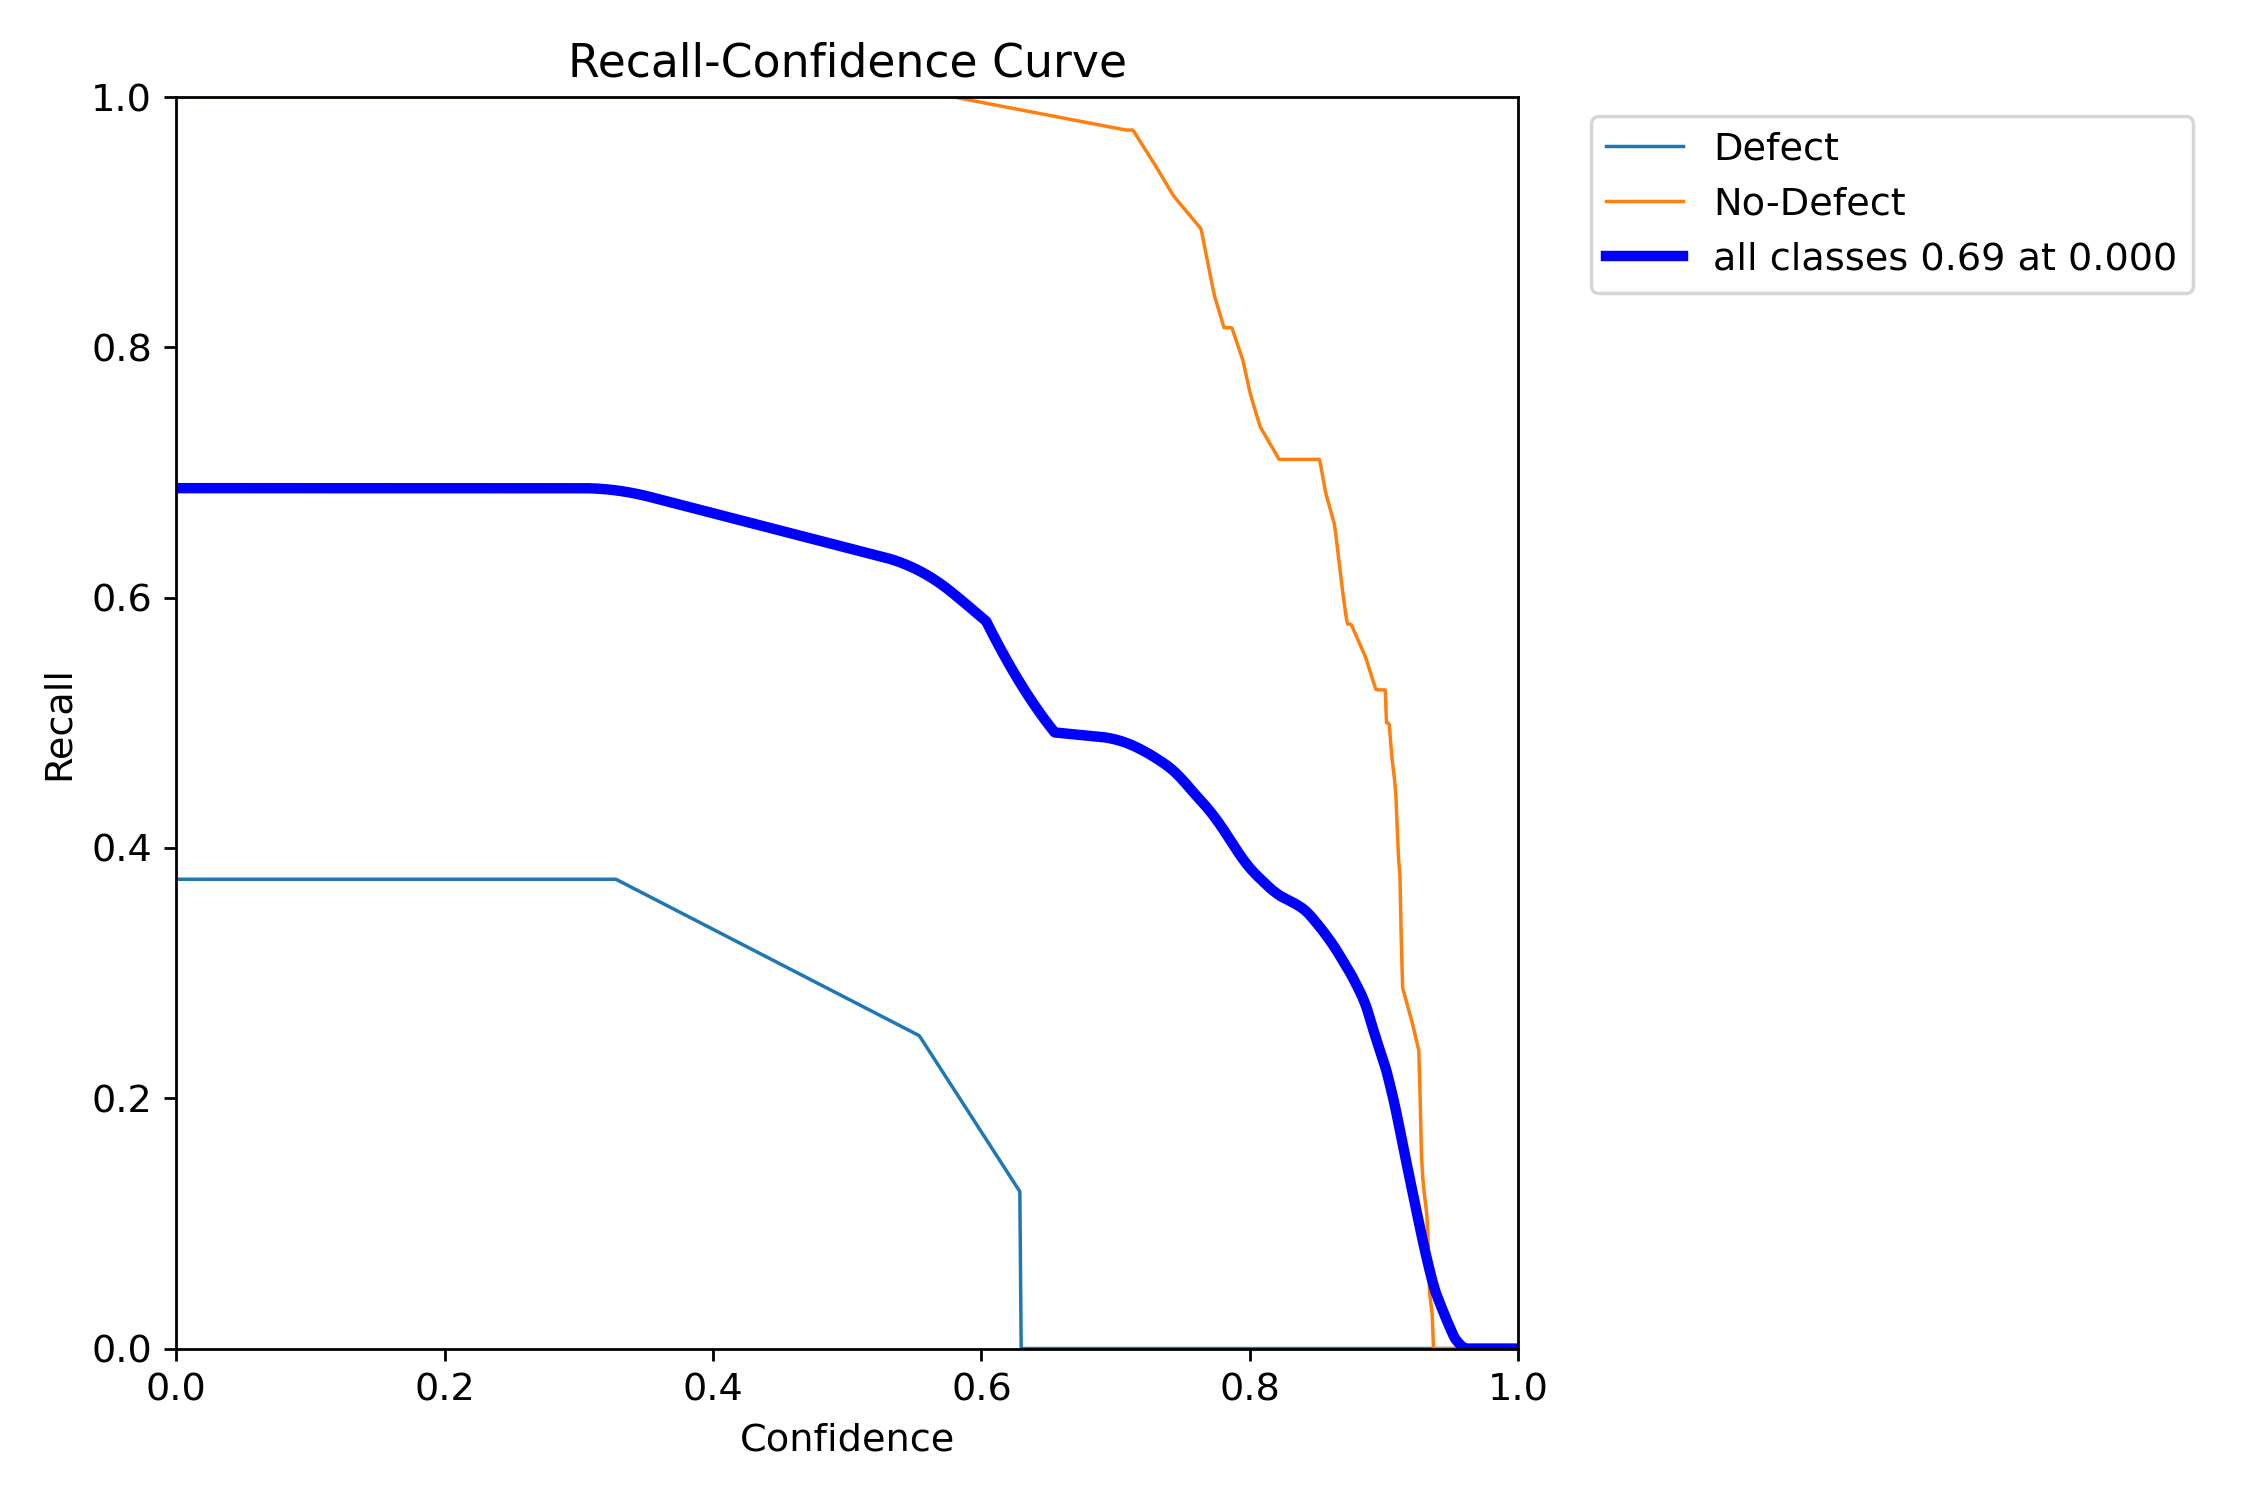 Recall-Confidence Curve
1.0
0.8
0.6
0.4
0.2
0.0
Recall
0.0 0.2 0.4 0.6 0.8 1.0
Confidence
Defect
No-Defect
all classes 0.69 at 0.000